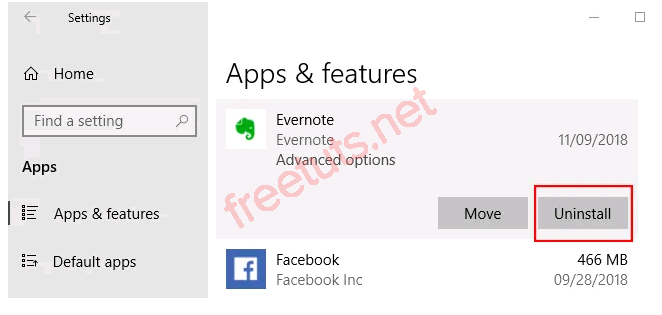 Settings
Home
Find a setting
Apps
Apps & features
Default apps
Apps & features
Evernote
Evernote
11/09/2018
Advanced options
Move
Uninstall
Facebook
466 MB
Facebook Inc
09/28/2018
freetuts.net